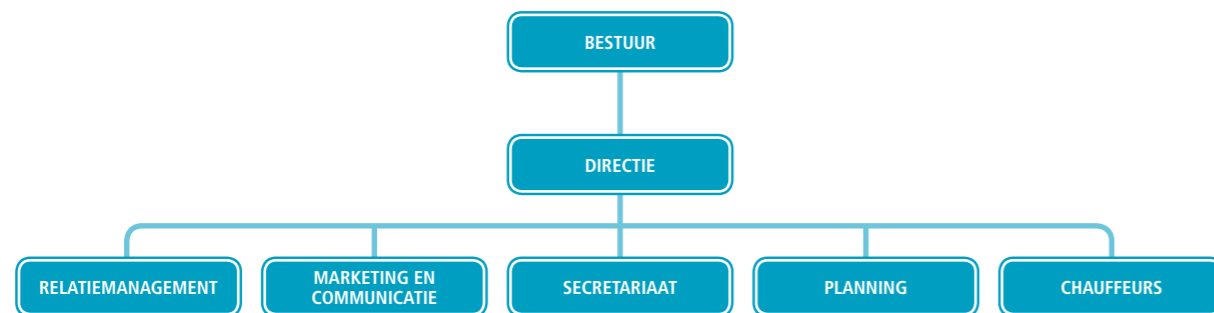 BESTUUR
DIRECTIE
RELATIEMANAGEMENT
MARKETING EN
COMMUNICATIE
SECRETARIAAT
PLANNING
CHAUFFEURS